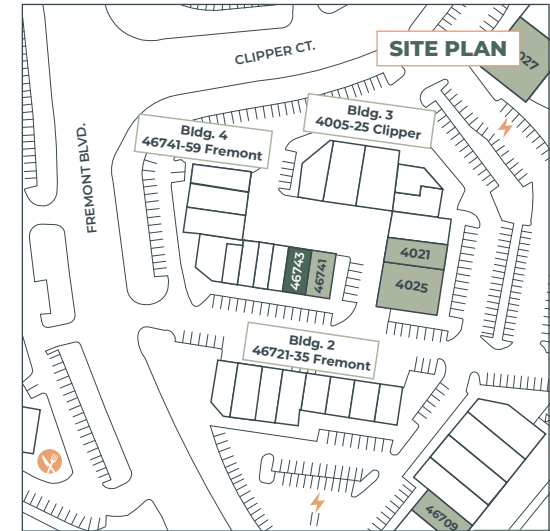 SITE PLAN
CLIPPER CT.
Bldg. 3
4005-25 Clipper
Bldg. 4
46741-59 Fremont
FREMONT BLVD.
46743
46741
4021
4025
Bldg. 2
46721-35 Fremont
46709